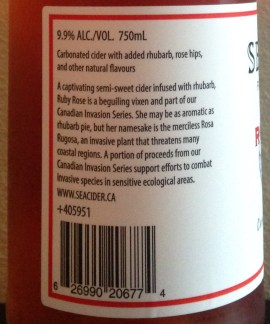 9.9% ALC./VOL. 750mL
Carbonated cider with added rhubarb, rose hips,
and other natural flavours
A captivating semi-sweet cider infused with rhubarb,
Ruby Rose is a beguiling vixen and part of our
Canadian Invasion Series. She may be as aromatic as
rhubarb pie, but her namesake is the merciless Rosa
Rugosa, an invasive plant that threatens many
coastal regions. A portion of proceeds from our
Canadian Invasion Series support efforts to combat
invasive species in sensitive ecological areas.
WWW.SEACIDER.CA
+405951
6 26990 20677 4